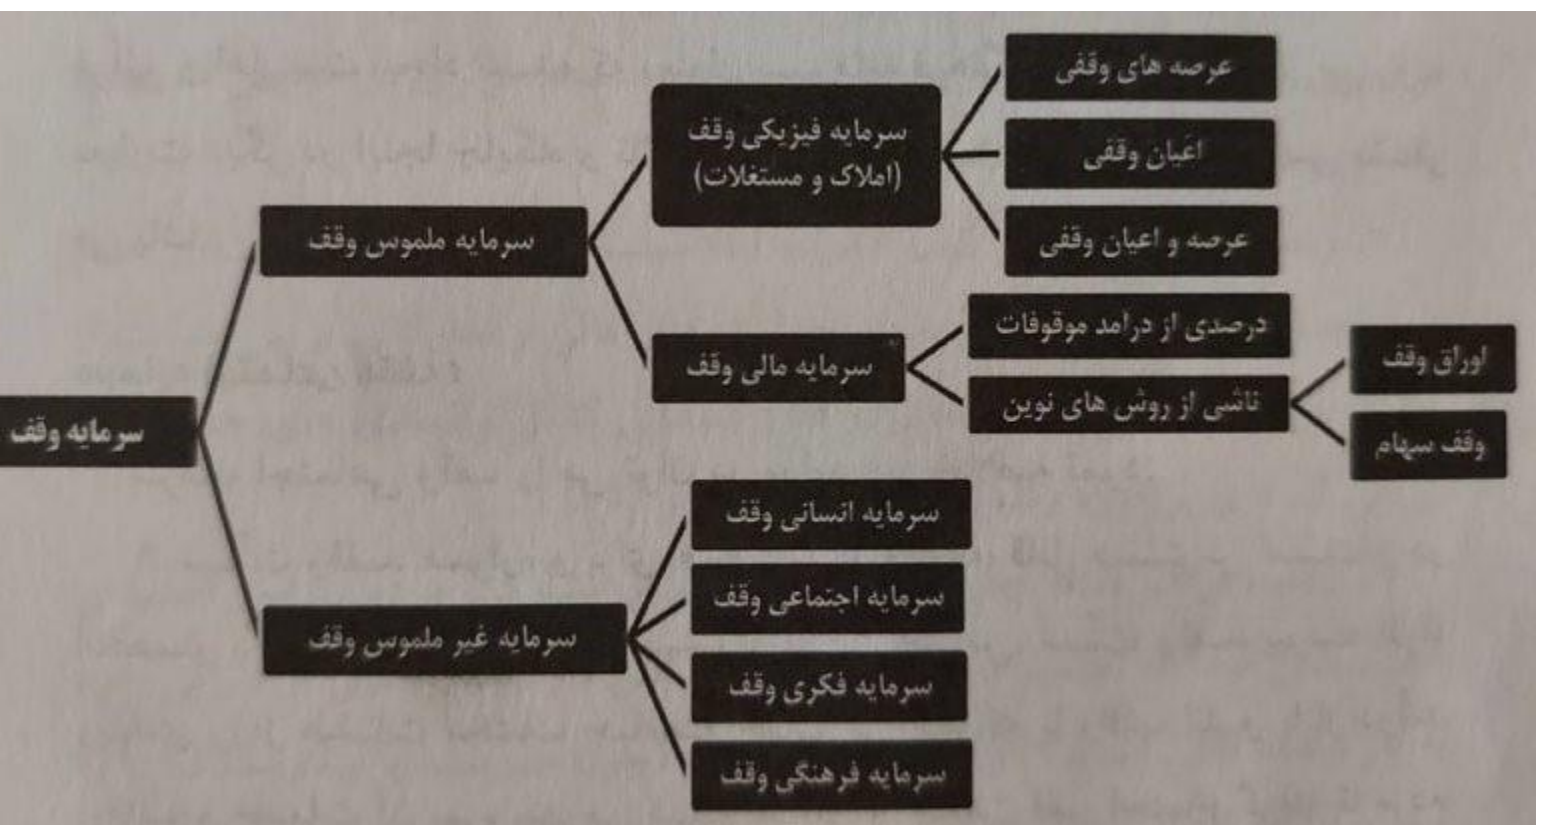 سرمایه وقف
سرمایه ملموس وقف
سرمایه فیزیکی وقف
(املاک و مستغلات)
عرصه های وقفی
اعیان وقفی
عرصه و اعیان وقفی
سرمایه مالی وقف
درصدی از درامد موقوفات
ناشی از روش های نوین
اوراق وقف
وقف سهام
سرمایه غیر ملموس وقف
سرمایه انسانی وقف
سرمایه اجتماعی وقف
سرمایه فکری وقف
سرمایه فرهنگی وقف